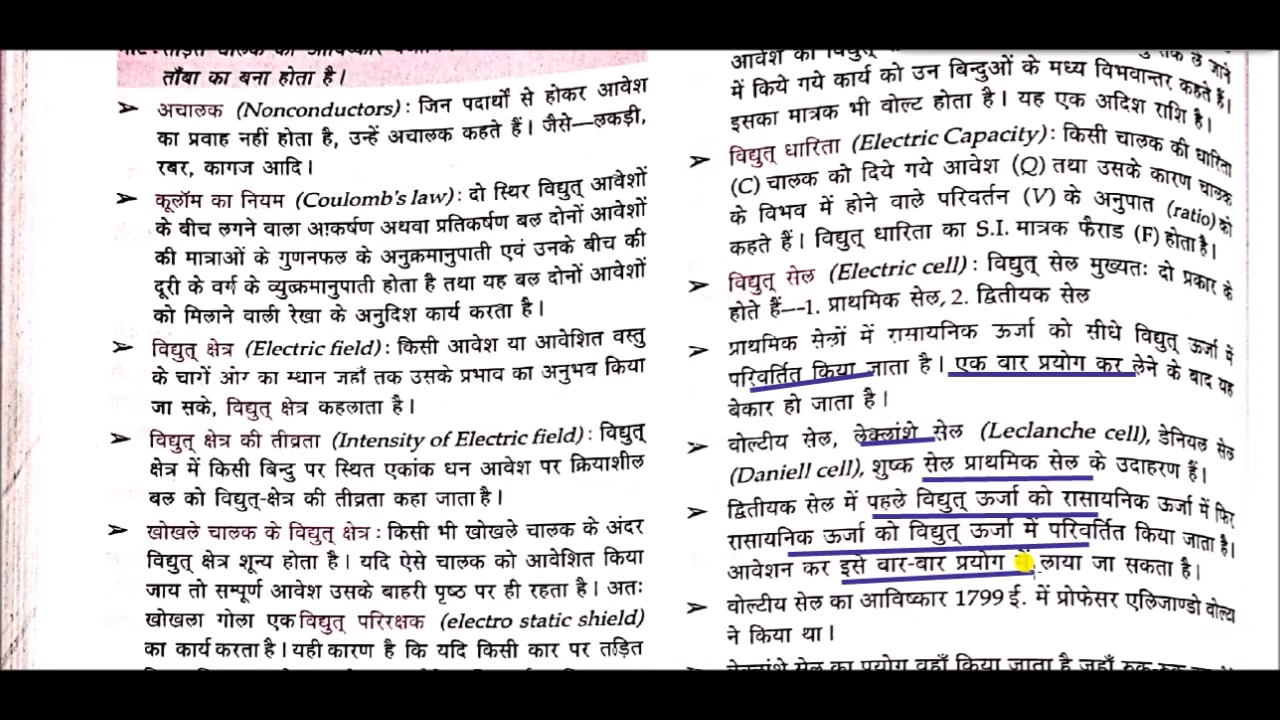 ताँबा का बना होता है।
➤ अचालक (Nonconductors) : जिन पदार्थों से होकर आवेश
का प्रवाह नहीं होता है, उन्हें अचालक कहते हैं। जैसे—लकड़ी,
रबर, कागज आदि।
➤ कूलॉम का नियम (Coulomb's law) : दो स्थिर विद्युत् आवेशों
के बीच लगने वाला आकर्षण अथवा प्रतिकर्षण बल दोनों आवेशों
की मात्राओं के गुणनफल के अनुक्रमानुपाती एवं उनके बीच की
दूरी के वर्ग के व्युत्क्रमानुपाती होता है तथा यह बल दोनों आवेशों
को मिलाने वाली रेखा के अनुदिश कार्य करता है।
➤ विद्युत् क्षेत्र (Electric field) : किसी आवेश या आवेशित वस्तु
के चारों ओर का स्थान जहाँ तक उसके प्रभाव का अनुभव किया
जा सके, विद्युत् क्षेत्र कहलाता है।
➤ विद्युत् क्षेत्र की तीव्रता (Intensity of Electric field) : विद्युत्
क्षेत्र में किसी बिन्दु पर स्थित एकांक धन आवेश पर क्रियाशील
बल को विद्युत्-क्षेत्र की तीव्रता कहा जाता है।
➤ खोखले चालक के विद्युत् क्षेत्र : किसी भी खोखले चालक के अंदर
विद्युत् क्षेत्र शून्य होता है। यदि ऐसे चालक को आवेशित किया
जाय तो सम्पूर्ण आवेश उसके बाहरी पृष्ठ पर ही रहता है। अतः
खोखला गोला एक विद्युत् परिरक्षक (electro static shield)
का कार्य करता है। यही कारण है कि यदि किसी कार पर तड़ित
आवेश को विद्युत् ले जाने
में किये गये कार्य को उन बिन्दुओं के मध्य विभवान्तर कहते हैं।
इसका मात्रक भी वोल्ट होता है। यह एक अदिश राशि है।
➤ विद्युत् धारिता (Electric Capacity) : किसी चालक की धारिता
(C) चालक को दिये गये आवेश (Q) तथा उसके कारण चालक
के विभव में होने वाले परिवर्तन (V) के अनुपात (ratio) को
कहते हैं। विद्युत् धारिता का S.I. मात्रक फैराड (F) होता है।
➤ विद्युत् सेल (Electric cell) : विद्युत् सेल मुख्यतः दो प्रकार के
होते हैं--1. प्राथमिक सेल, 2. द्वितीयक सेल
➤ प्राथमिक सेलों में रासायनिक ऊर्जा को सीधे विद्युत् ऊर्जा में
परिवर्तित किया जाता है। एक वार प्रयोग कर लेने के बाद यह
बेकार हो जाता है।
➤ वोल्टीय सेल, लेक्लांशे सेल (Leclanche cell), डेनियल सेल
(Daniell cell), शुष्क सेल प्राथमिक सेल के उदाहरण हैं।
➤ द्वितीयक सेल में पहले विद्युत् ऊर्जा को रासायनिक ऊर्जा में फिर
रासायनिक ऊर्जा को विद्युत् ऊर्जा में परिवर्तित किया जाता है।
आवेशन कर इसे वार-बार प्रयोग में लाया जा सकता है।
➤ वोल्टीय सेल का आविष्कार 1799 ई. में प्रोफेसर एलिजाण्डो वोल्टा
ने किया था।
लेक्लांशे सेल का प्रयोग वहाँ किया जाता है जहाँ रुक-रुक